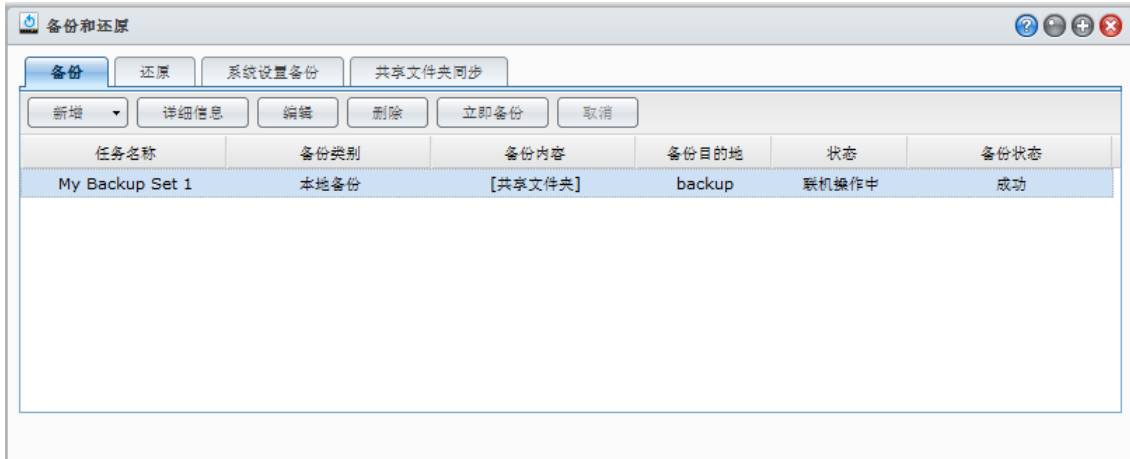 备份和还原
备份 还原 系统设置备份 共享文件夹同步
新增 详细信息 编辑 删除 立即备份 取消
任务名称 备份类别 备份内容 备份目的地 状态 备份状态
My Backup Set 1 本地备份 [共享文件夹] backup 联机操作中 成功